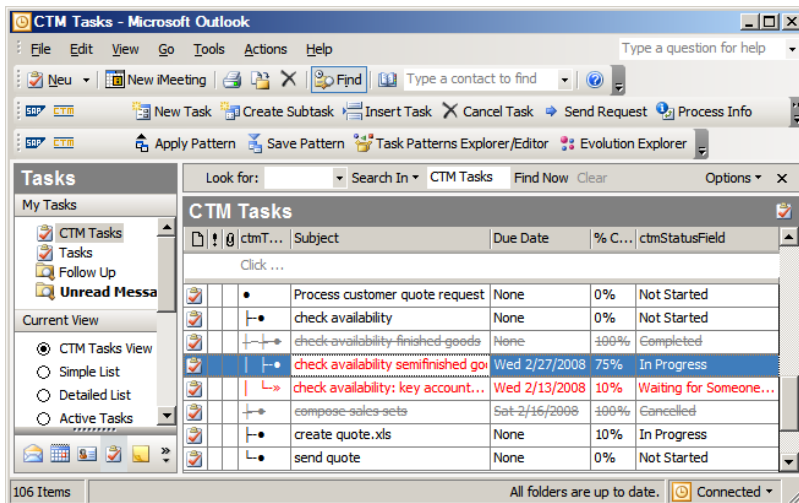 CTM Tasks - Microsoft Outlook
File Edit View Go Tools Actions Help Type a question for help
Neu New iMeeting Find Type a contact to find
SAP CTM New Task Create Subtask Insert Task Cancel Task Send Request Process Info
SAP CTM Apply Pattern Save Pattern Task Patterns Explorer/Editor Evolution Explorer
Tasks
Look for: Search In CTM Tasks Find Now Clear Options
My Tasks
CTM Tasks
Tasks
Follow Up
Unread Messa
Current View
CTM Tasks View
Simple List
Detailed List
Active Tasks
CTM Tasks
ctmT... Subject Due Date % C... ctmStatusField
Click ...
Process customer quote request None 0% Not Started
check availability None 0% Not Started
check availability finished goods None 100% Completed
check availability semifinished go Wed 2/27/2008 75% In Progress
check availability: key account... Wed 2/13/2008 10% Waiting for Someone...
compose sales sets Sat 2/16/2008 100% Cancelled
create quote.xls None 10% In Progress
send quote None 0% Not Started
106 Items All folders are up to date. Connected